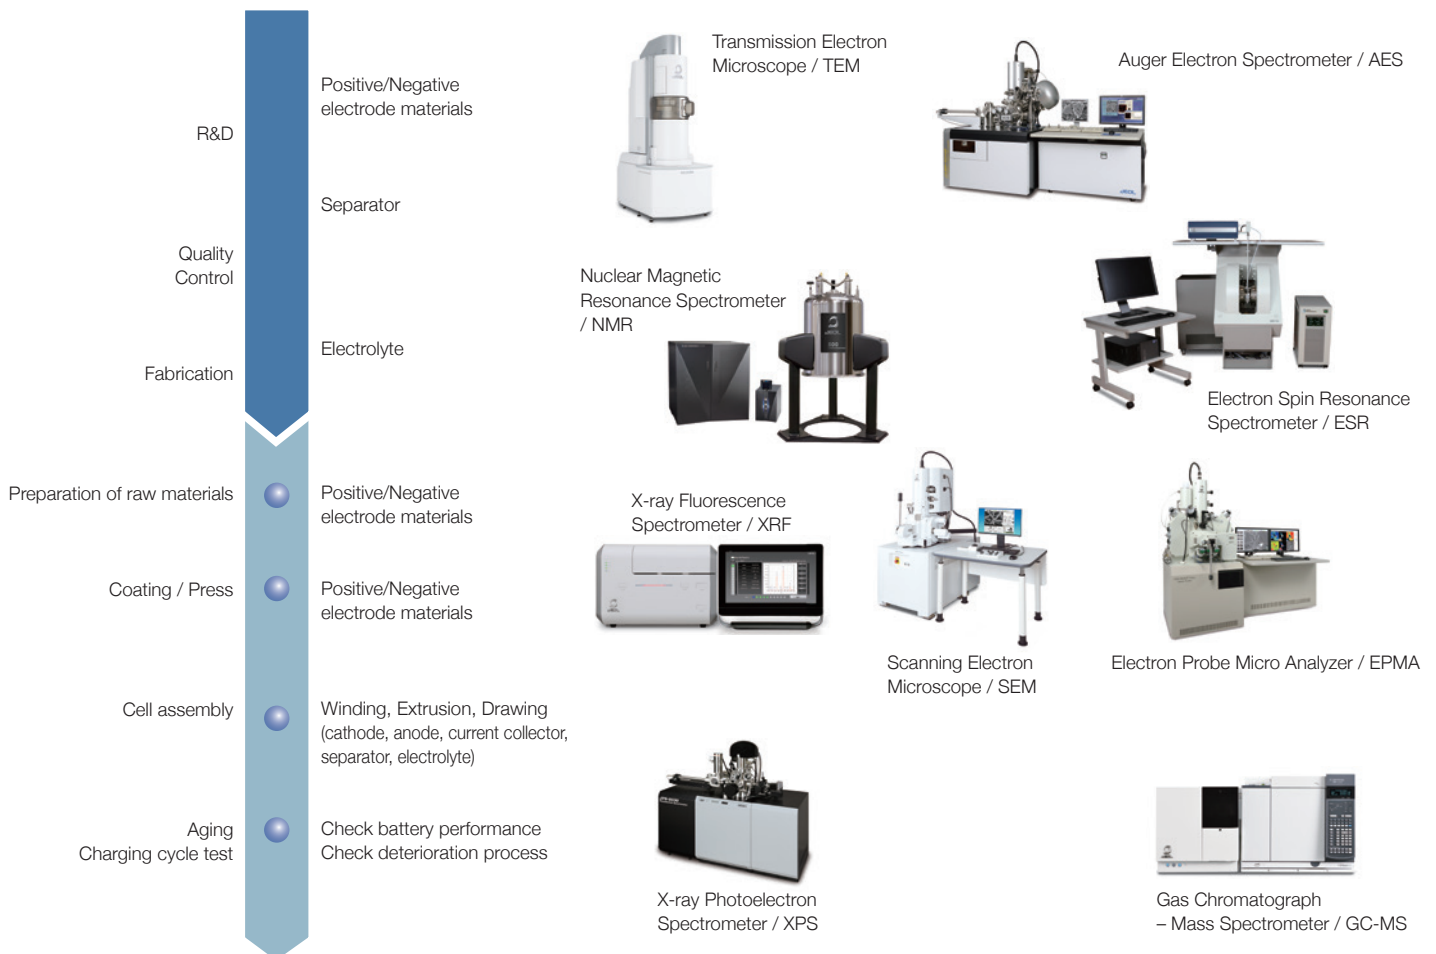 R&D
Quality
Control
Fabrication
Positive/Negative
electrode materials
Separator
Electrolyte
Preparation of raw materials
Positive/Negative
electrode materials
Coating / Press
Positive/Negative
electrode materials
Cell assembly
Winding, Extrusion, Drawing
(cathode, anode, current collector,
separator, electrolyte)
Aging
Charging cycle test
Check battery performance
Check deterioration process
Transmission Electron
Microscope / TEM
Auger Electron Spectrometer / AES
Nuclear Magnetic
Resonance Spectrometer
/ NMR
Electron Spin Resonance
Spectrometer / ESR
X-ray Fluorescence
Spectrometer / XRF
Scanning Electron
Microscope / SEM
Electron Probe Micro Analyzer / EPMA
X-ray Photoelectron
Spectrometer / XPS
Gas Chromatograph
– Mass Spectrometer / GC-MS